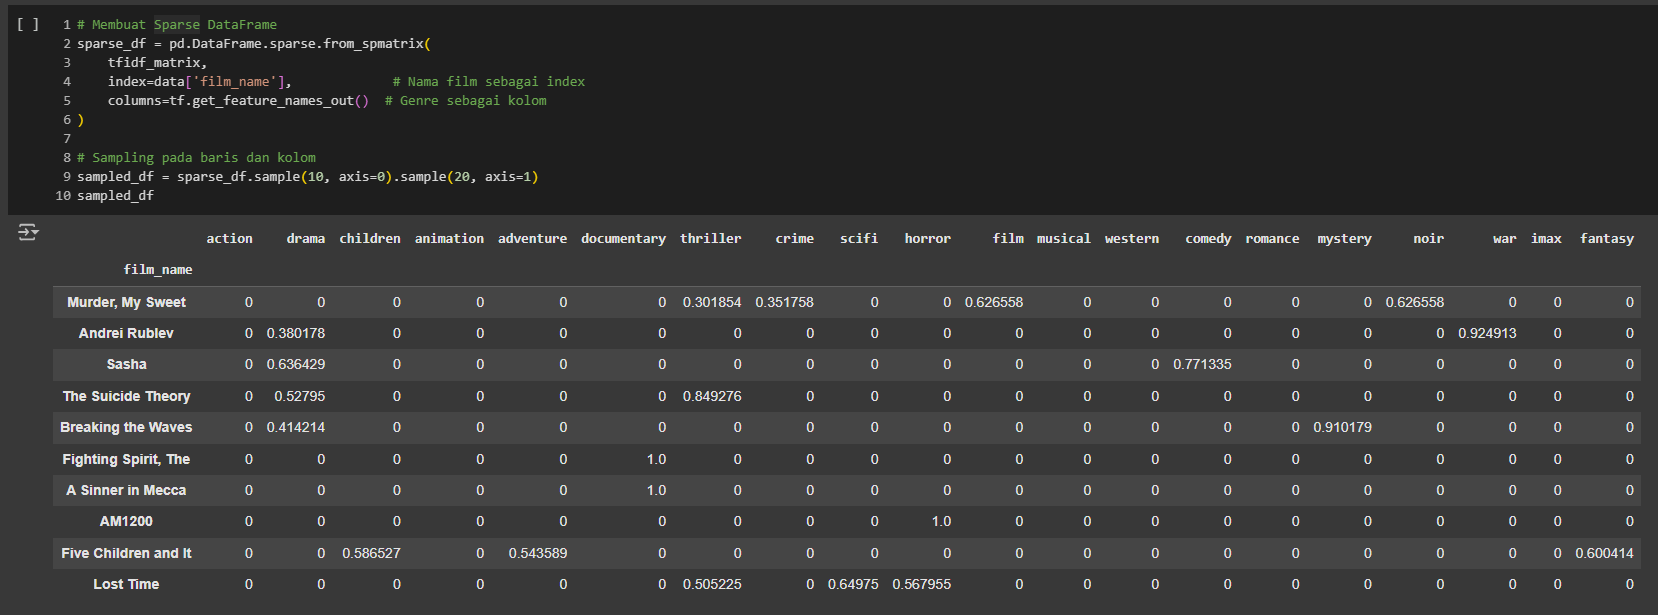 [ ]
1 # Membuat Sparse DataFrame
2 sparse_df = pd.DataFrame.sparse.from_spmatrix(
3     tfidf_matrix,
4     index=data['film_name'],             # Nama film sebagai index
5     columns=tf.get_feature_names_out()  # Genre sebagai kolom
6 )
7
8 # Sampling pada baris dan kolom
9 sampled_df = sparse_df.sample(10, axis=0).sample(20, axis=1)
10 sampled_df
action drama children animation adventure documentary thriller crime scifi horror film musical western comedy romance mystery noir war imax fantasy
film_name
Murder, My Sweet 0 0 0 0 0 0 0.301854 0.351758 0 0 0.626558 0 0 0 0 0 0.626558 0 0 0
Andrei Rublev 0 0.380178 0 0 0 0 0 0 0 0 0 0 0 0 0 0 0 0.924913 0 0
Sasha 0 0.636429 0 0 0 0 0 0 0 0 0 0 0 0.771335 0 0 0 0 0 0
The Suicide Theory 0 0.52795 0 0 0 0 0.849276 0 0 0 0 0 0 0 0 0 0 0 0 0
Breaking the Waves 0 0.414214 0 0 0 0 0 0 0 0 0 0 0 0 0 0.910179 0 0 0 0
Fighting Spirit, The 0 0 0 0 0 1.0 0 0 0 0 0 0 0 0 0 0 0 0 0 0
A Sinner in Mecca 0 0 0 0 0 1.0 0 0 0 0 0 0 0 0 0 0 0 0 0 0
AM1200 0 0 0 0 0 0 0 0 0 1.0 0 0 0 0 0 0 0 0 0 0
Five Children and It 0 0 0.586527 0 0.543589 0 0 0 0 0 0 0 0 0 0 0 0 0 0 0.600414
Lost Time 0 0 0 0 0 0 0.505225 0 0.64975 0.567955 0 0 0 0 0 0 0 0 0 0